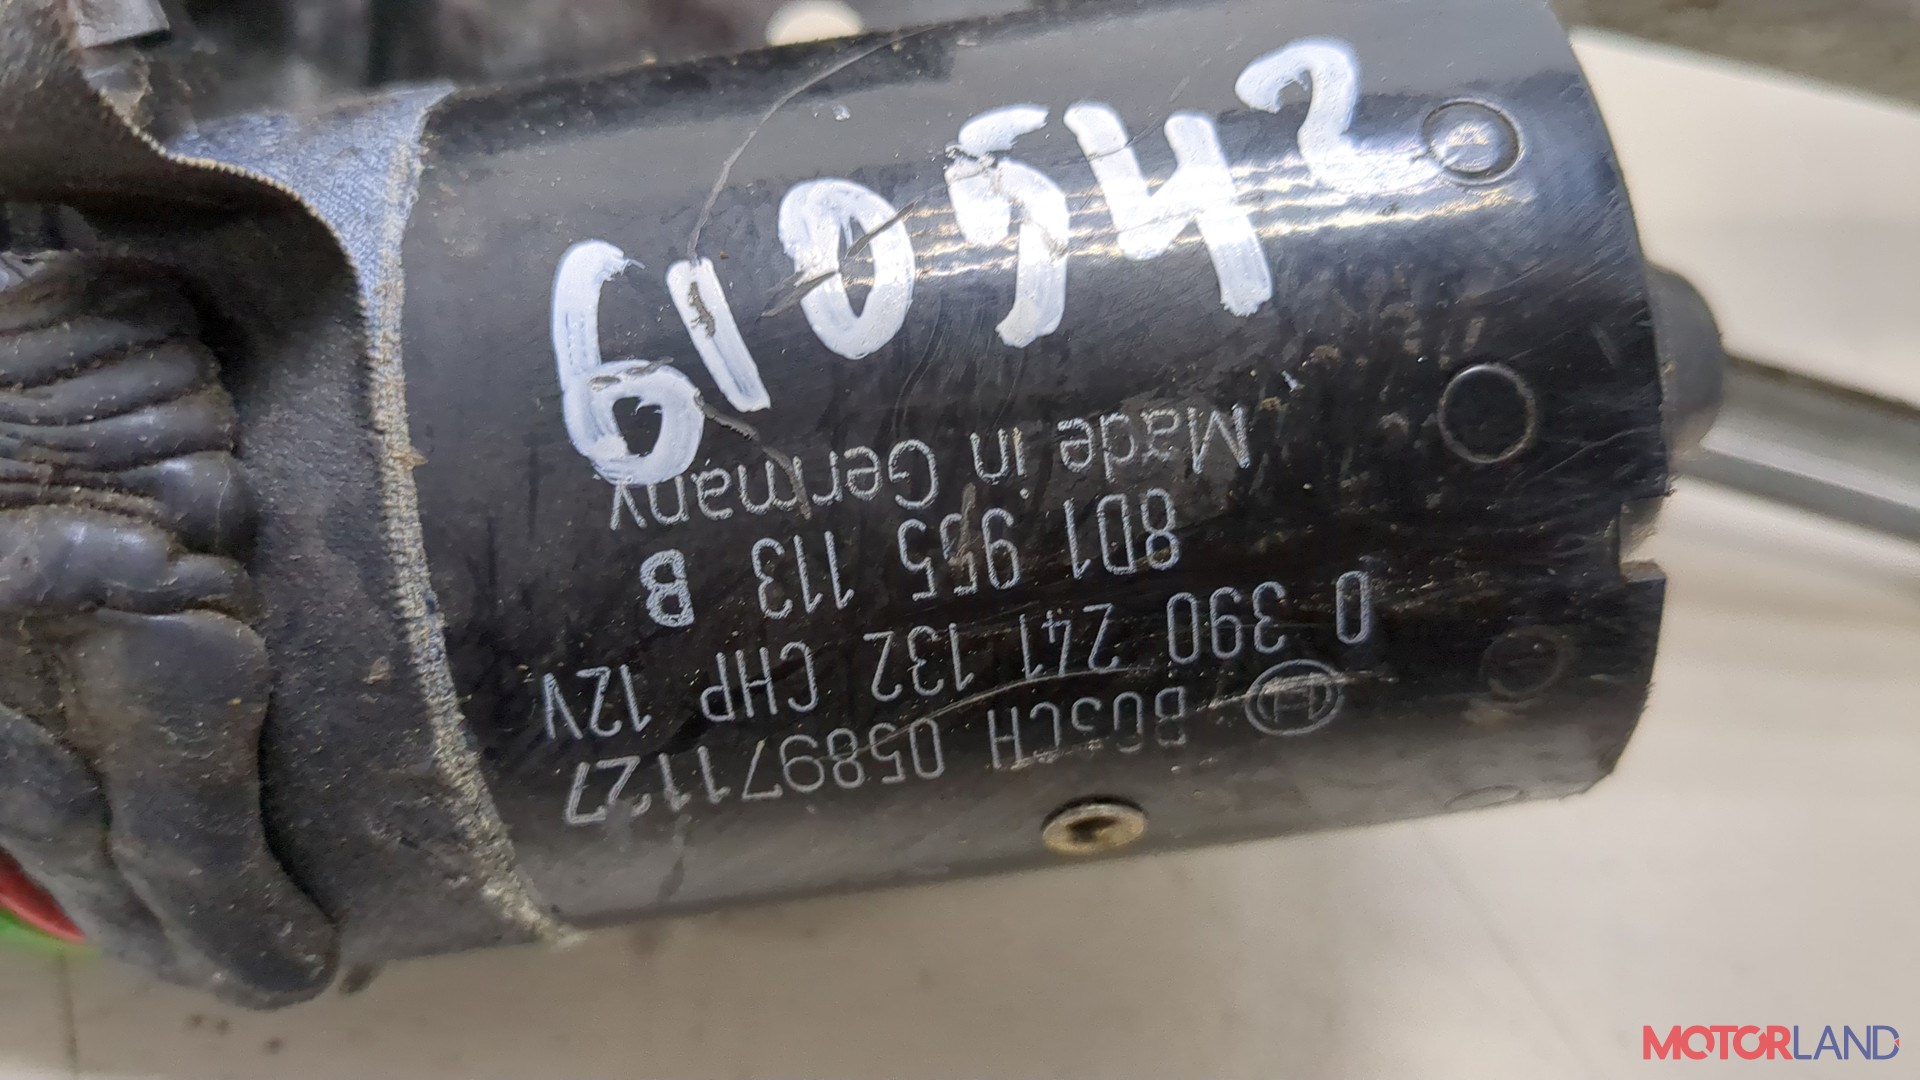 610542
BOSCH 058971127
0 390 241 132 CHP 12V
8D1 955 113 B
Made in Germany
MOTORLAND